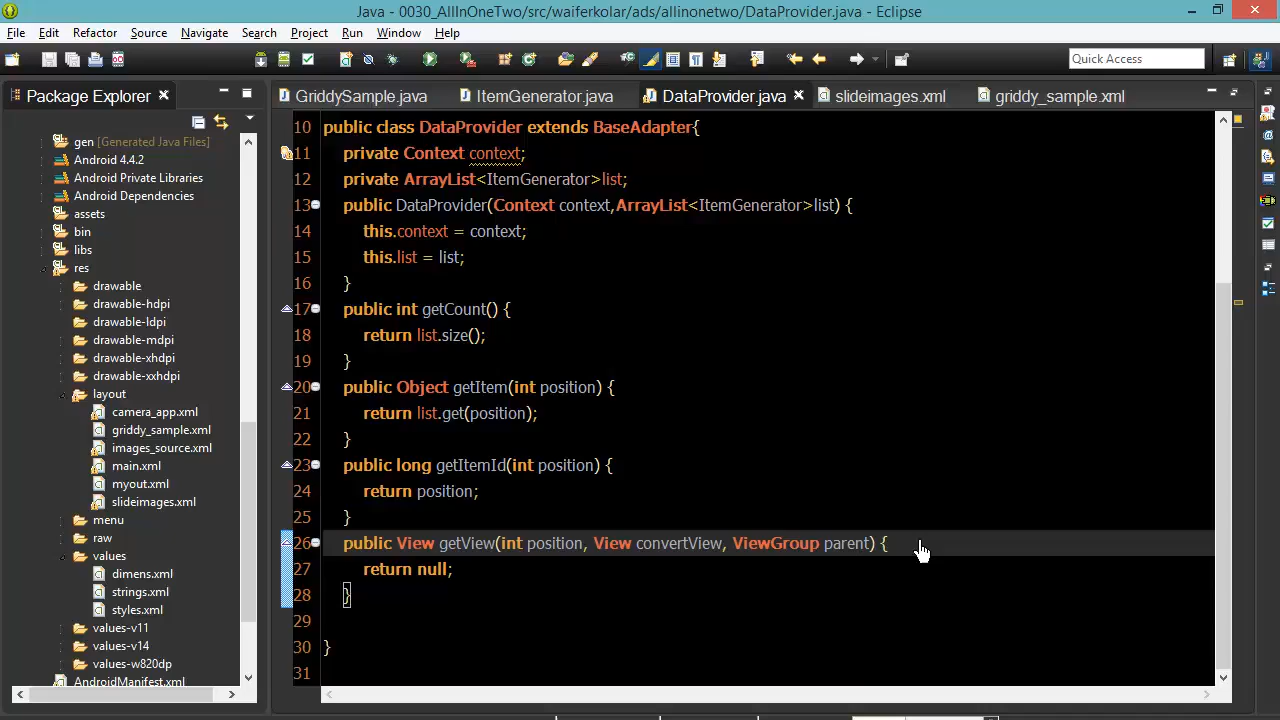 Java - 0030_AllInOneTwo/src/waiferkolar/ads/allinonetwo/DataProvider.java - Eclipse
File Edit Refactor Source Navigate Search Project Run Window Help
Quick Access
Package Explorer
GriddySample.java ItemGenerator.java DataProvider.java slideimages.xml griddy_sample.xml
gen [Generated Java Files]
Android 4.4.2
Android Private Libraries
Android Dependencies
assets
bin
libs
res
drawable
drawable-hdpi
drawable-ldpi
drawable-mdpi
drawable-xhdpi
drawable-xxhdpi
layout
camera_app.xml
griddy_sample.xml
images_source.xml
main.xml
myout.xml
slideimages.xml
menu
raw
values
dimens.xml
strings.xml
styles.xml
values-v11
values-v14
values-w820dp
AndroidManifest.xml
10 public class DataProvider extends BaseAdapter{
11 private Context context;
12 private ArrayList<ItemGenerator>list;
13 public DataProvider(Context context,ArrayList<ItemGenerator>list) {
14 this.context = context;
15 this.list = list;
16 }
17 public int getCount() {
18 return list.size();
19 }
20 public Object getItem(int position) {
21 return list.get(position);
22 }
23 public long getItemId(int position) {
24 return position;
25 }
26 public View getView(int position, View convertView, ViewGroup parent) {
27 return null;
28 }
29
30 }
31